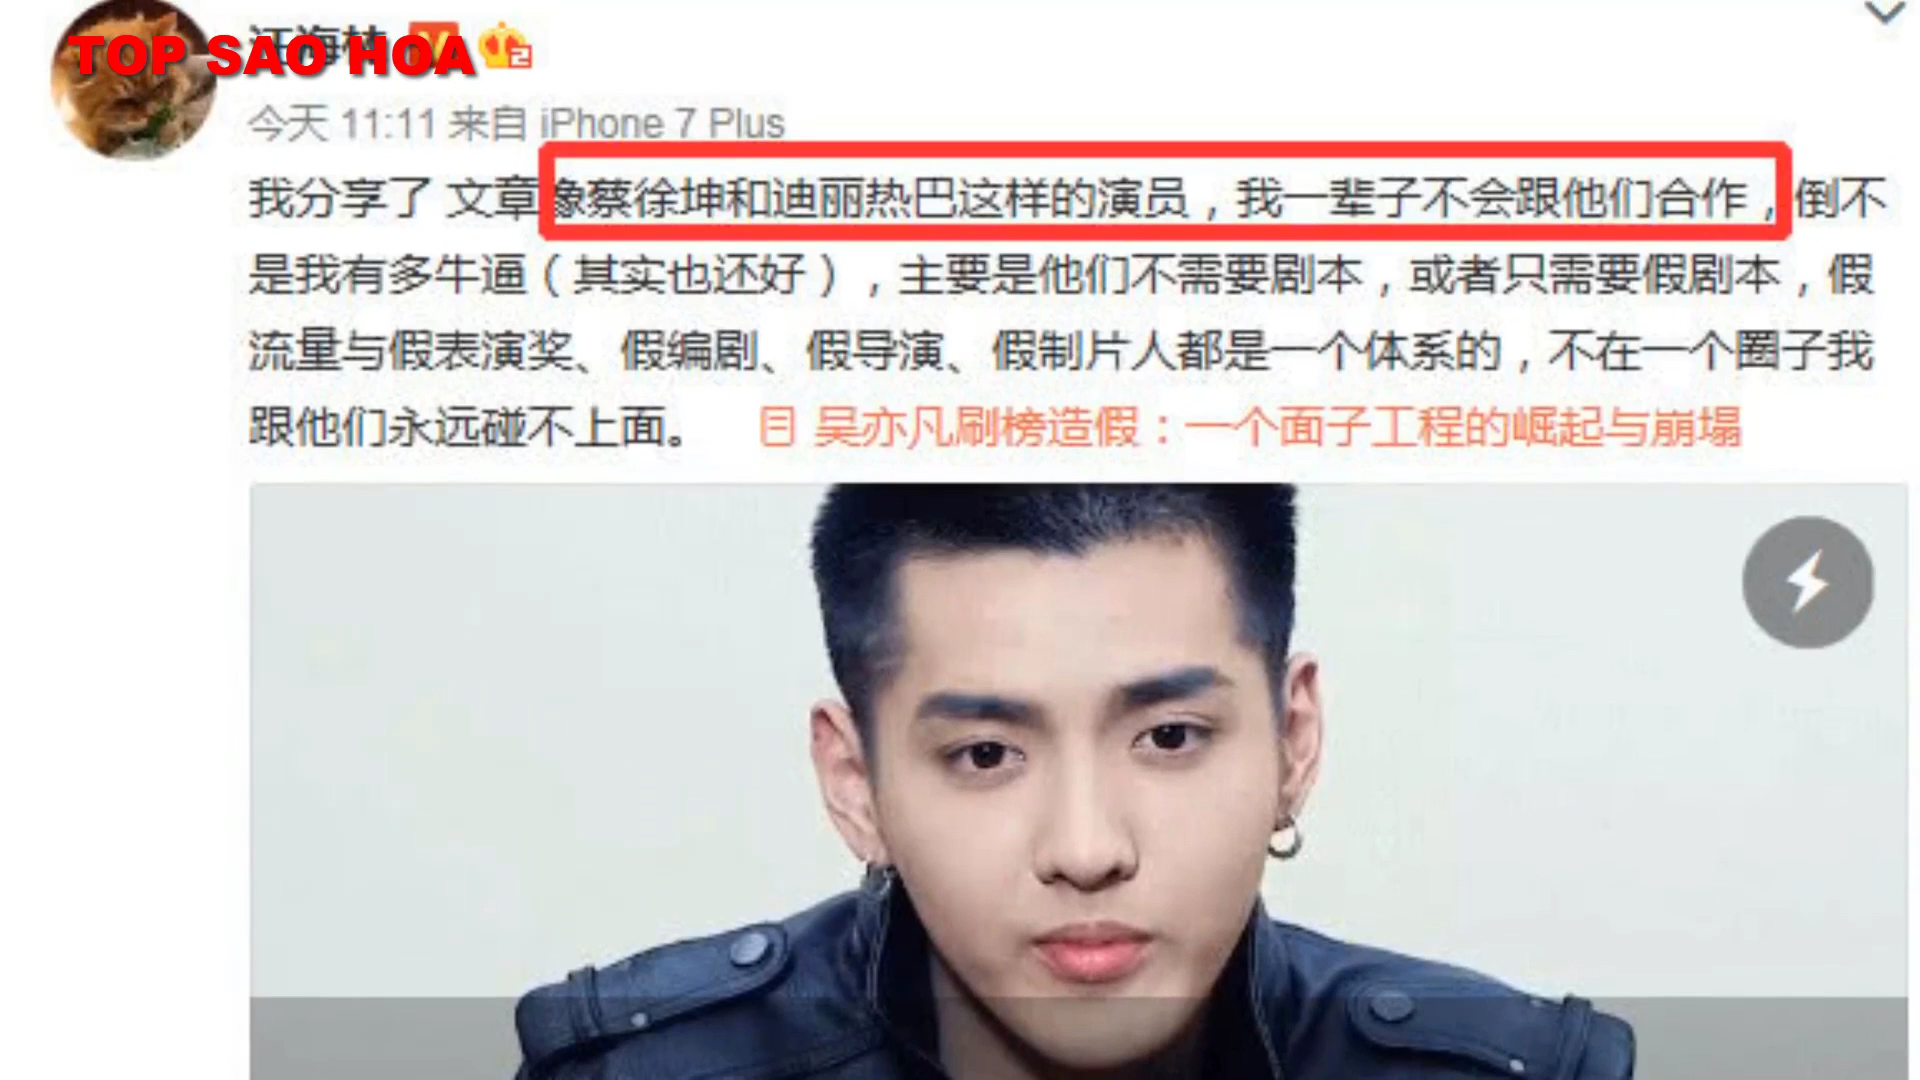 TOP SAO HOA
汪海林
今天 11:11 来自 iPhone 7 Plus
我分享了 文章像蔡徐坤和迪丽热巴这样的演员，我一辈子不会跟他们合作，倒不
是我有多牛逼（其实也还好），主要是他们不需要剧本，或者只需要假剧本，假
流量与假表演奖、假编剧、假导演、假制片人都是一个体系的，不在一个圈子我
跟他们永远碰不上面。 吴亦凡刷榜造假：一个面子工程的崛起与崩塌